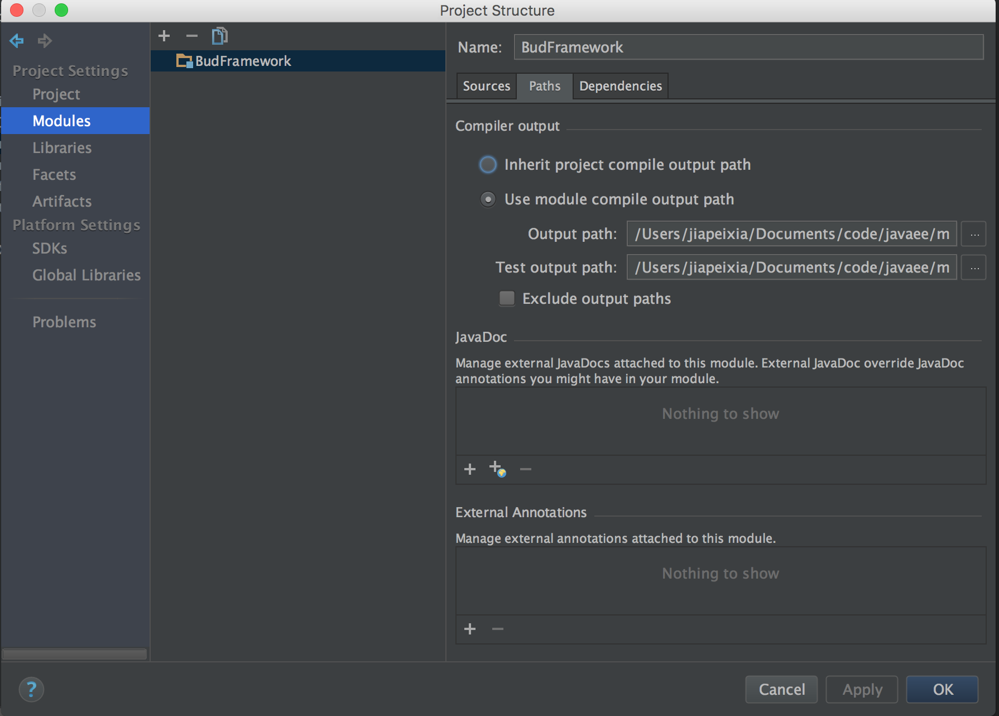 Project Structure
Project Settings
Project
Modules
Libraries
Facets
Artifacts
Platform Settings
SDKs
Global Libraries
Problems
BudFramework
Name: BudFramework
Sources Paths Dependencies
Compiler output
Inherit project compile output path
Use module compile output path
Output path: /Users/jiapeixia/Documents/code/javaee/m ...
Test output path: /Users/jiapeixia/Documents/code/javaee/m ...
Exclude output paths
JavaDoc
Manage external JavaDocs attached to this module. External JavaDoc override JavaDoc
annotations you might have in your module.
Nothing to show
External Annotations
Manage external annotations attached to this module.
Nothing to show
?
Cancel Apply OK